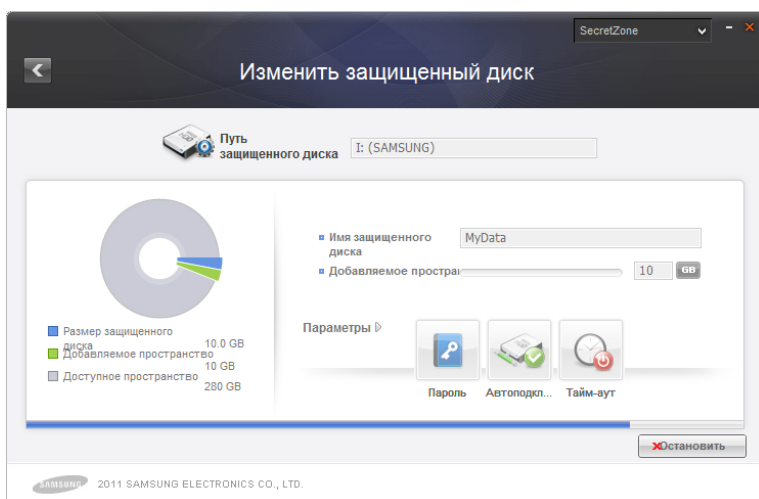 SecretZone
Изменить защищенный диск
Путь
защищенного диска
I: (SAMSUNG)
Имя защищенного
диска
MyData
Добавляемое простра
10
GB
Размер защищенного
диска
10.0 GB
Добавляемое пространство
10 GB
Доступное пространство
280 GB
Параметры
Пароль
Автоподкл...
Тайм-аут
Остановить
SAMSUNG
2011 SAMSUNG ELECTRONICS CO., LTD.